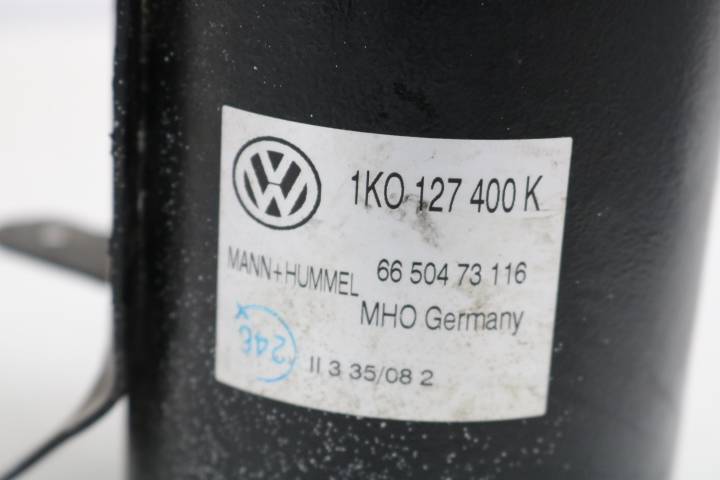 1K0 127 400 K
MANN+HUMMEL 66 504 73 116
MHO Germany
II 3 35/08 2